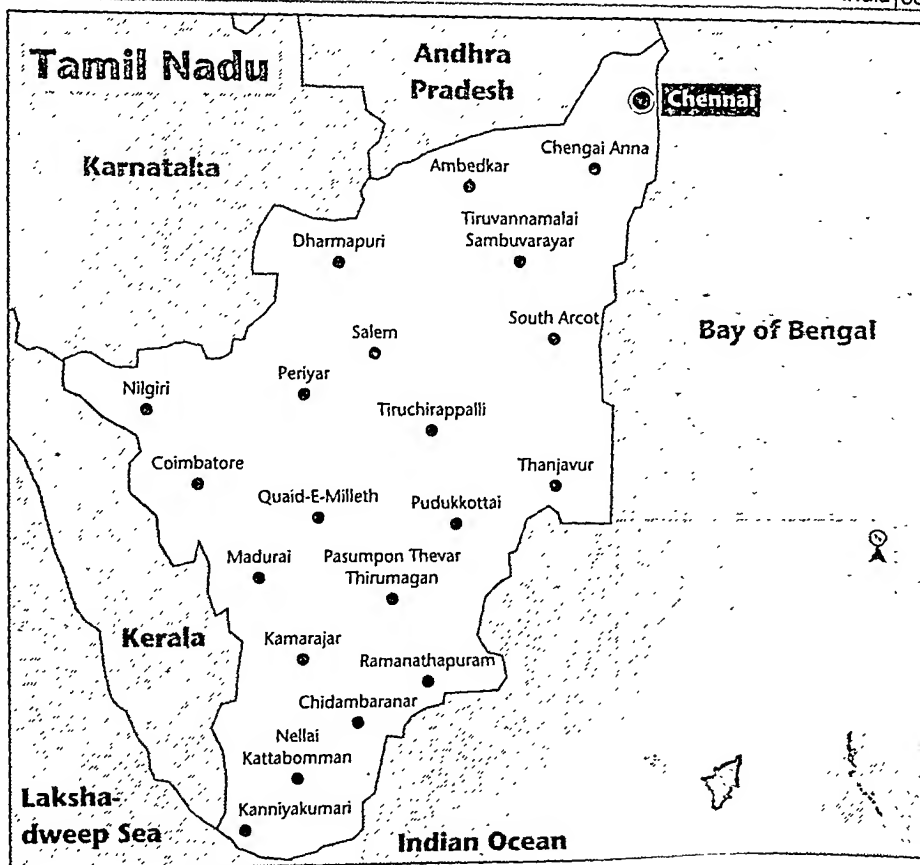 Tamil Nadu
Andhra
Pradesh
Chennai
Karnataka
Chengai Anna
Ambedkar
Tiruvannamalai
Sambuvarayar
Dharmapuri
South Arcot
Bay of Bengal
Salem
Periyar
Nilgiri
Tiruchirappalli
Coimbatore
Thanjavur
Quaid-E-Milleth
Pudukkottai
Madurai
Pasumpon Thevar
Thirumagan
Kerala
Kamarajar
Ramanathapuram
Chidambaranar
Nellai
Kattabomman
Laksha-
dweep Sea
Kanniyakumari
Indian Ocean